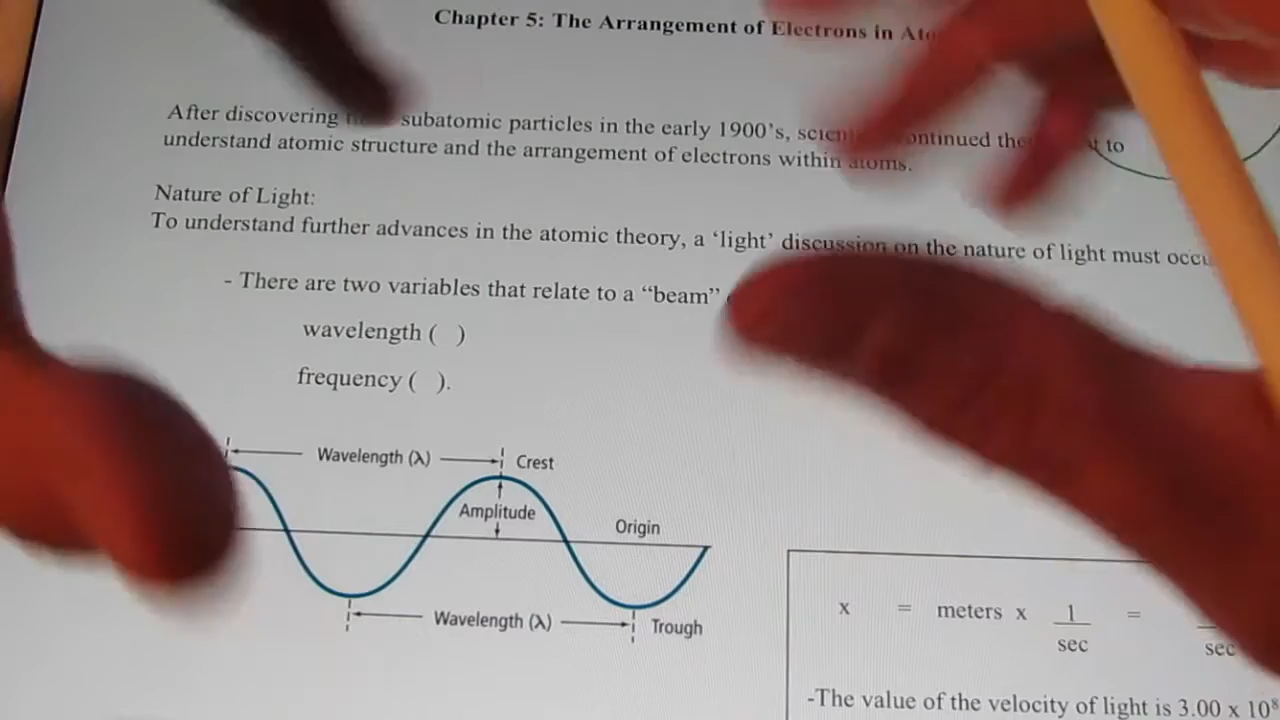 Chapter 5: The Arrangement of Electrons in
After discovering subatomic particles in the early 1900's, to
understand atomic structure and the arrangement of electrons within atoms.
Nature of Light:
To understand further advances in the atomic theory, a 'light' discussion on the nature of light must
- There are two variables that relate to a "beam"
wavelength ( )
frequency ( ).
Wavelength (λ)
Crest
Amplitude
Origin
Wavelength (λ)
Trough
x = meters x 1 =
sec sec
-The value of the velocity of light is 3.00 x 10⁸